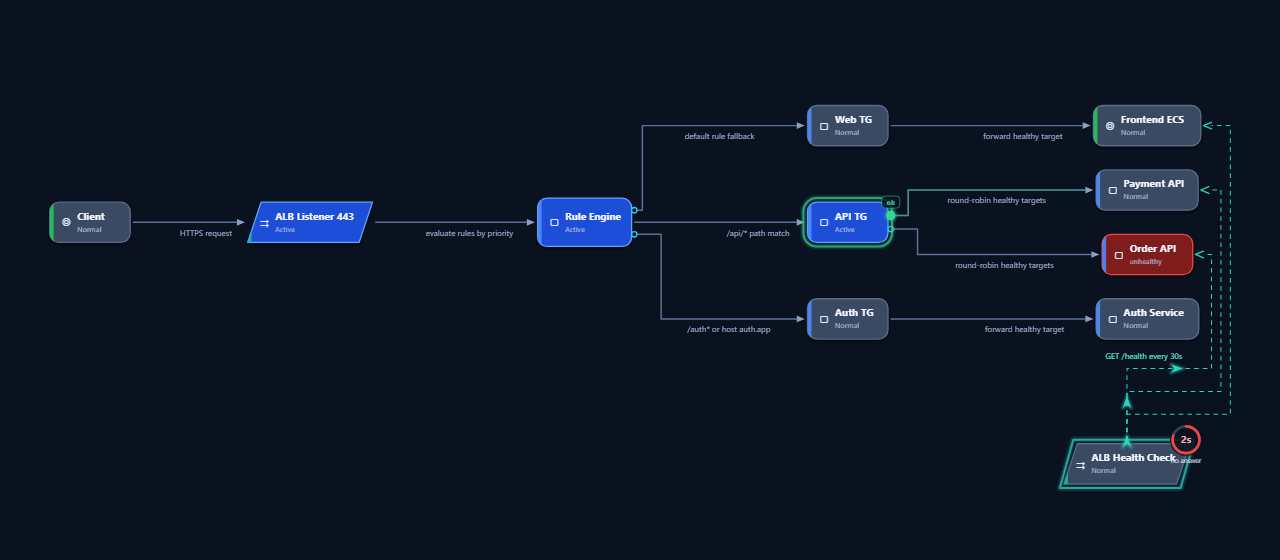 Client
Normal
HTTPS request
ALB Listener 443
Active
evaluate rules by priority
Rule Engine
Active
default rule fallback
/api/* path match
/auth* or host auth.app
Web TG
Normal
ok
API TG
Active
Auth TG
Normal
forward healthy target
round-robin healthy targets
round-robin healthy targets
forward healthy target
Frontend ECS
Normal
Payment API
Normal
Order API
unhealthy
Auth Service
Normal
GET /health every 30s
2s
no answer
ALB Health Check
Normal